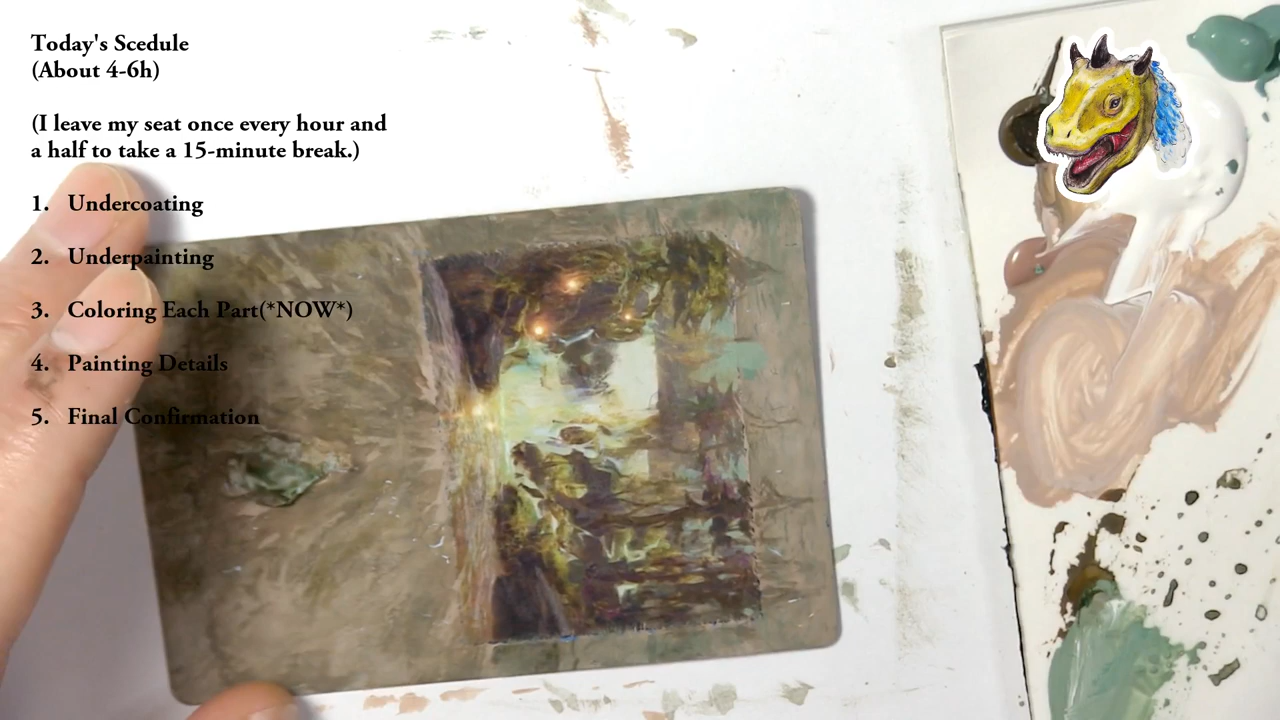 Today's Scedule
(About 4-6h)
(I leave my seat once every hour and
a half to take a 15-minute break.)
1. Undercoating
2. Underpainting
3. Coloring Each Part(*NOW*)
4. Painting Details
5. Final Confirmation